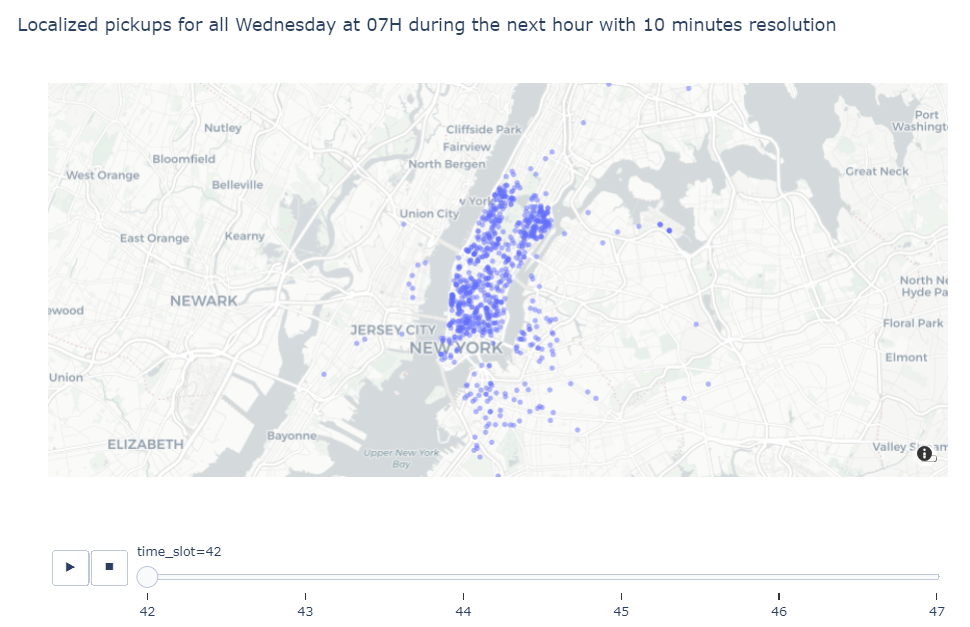 Localized pickups for all Wednesday at 07H during the next hour with 10 minutes resolution
Port
Nutley
Cliffside Park
Fairview
Bloomfield
North Bergen
West Orange
Great Neck
Belleville
Union City
East Orange
Kearny
NEWARK
Floral Park
JERSEY CITY
NEW YORK
Elmont
Union
Bayonne
ELIZABETH
Upper New York
Bay
Valley
time_slot=42
42 43 44 45 46 47